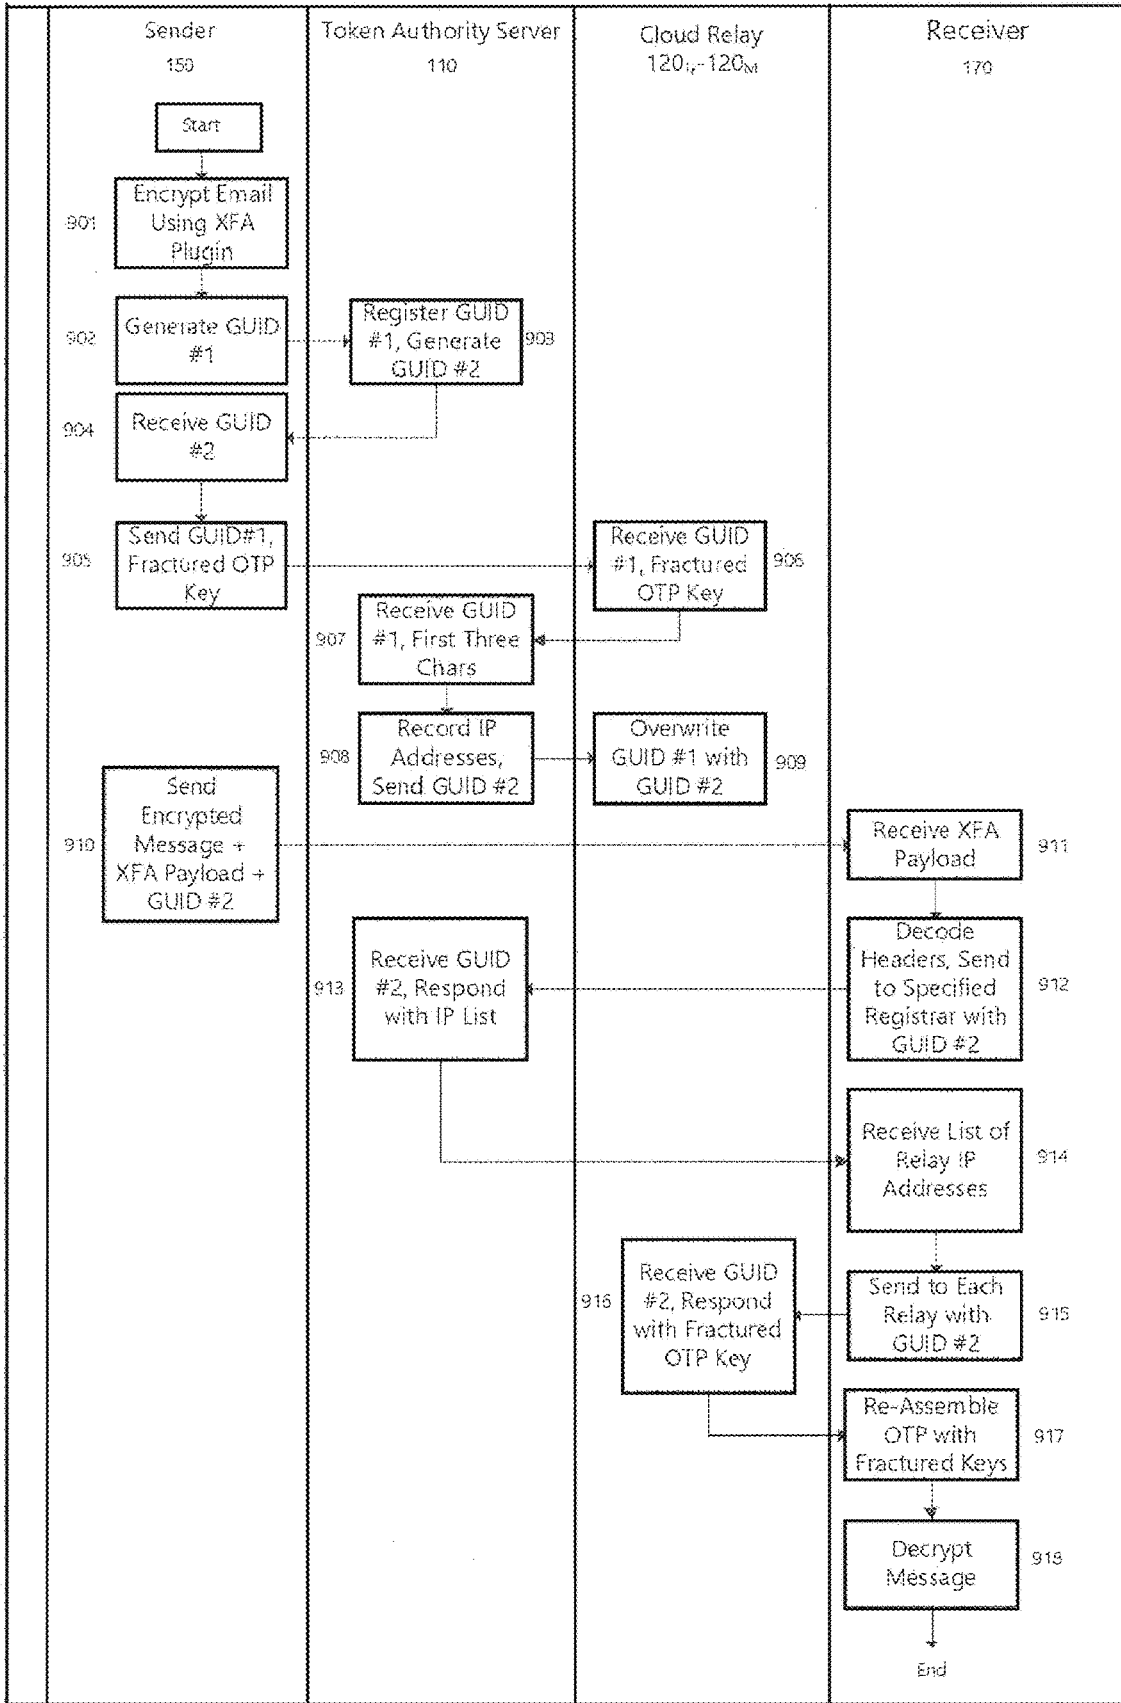 Sender
150
Token Authority Server
110
Cloud Relay
120₁,-120ₘ
Receiver
170
Start
901
Encrypt Email
Using XFA
Plugin
902
Generate GUID
#1
Register GUID
#1, Generate
GUID #2
903
904
Receive GUID
#2
905
Send GUID#1,
Fractured OTP
Key
Receive GUID
#1, Fractured
OTP Key
906
907
Receive GUID
#1, First Three
Chars
908
Record IP
Addresses,
Send GUID #2
Overwrite
GUID #1 with
GUID #2
909
910
Send
Encrypted
Message +
XFA Payload +
GUID #2
Receive XFA
Payload
911
Decode
Headers, Send
to Specified
Registrar with
GUID #2
912
913
Receive GUID
#2, Respond
with IP List
Receive List of
Relay IP
Addresses
914
Send to Each
Relay with
GUID #2
915
916
Receive GUID
#2, Respond
with Fractured
OTP Key
Re-Assemble
OTP with
Fractured Keys
917
Decrypt
Message
918
End